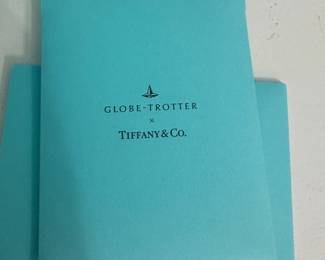 GLOBE-TROTTER
×
TIFFANY & CO.